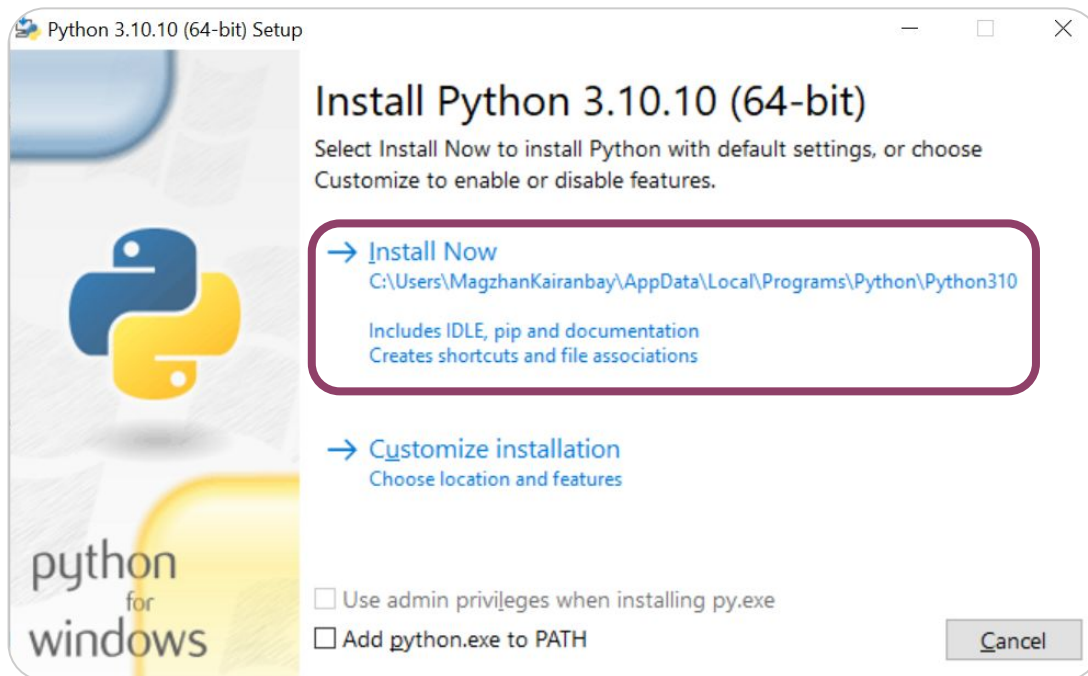 Python 3.10.10 (64-bit) Setup
Install Python 3.10.10 (64-bit)
Select Install Now to install Python with default settings, or choose
Customize to enable or disable features.
Install Now
C:\Users\MagzhanKairanbay\AppData\Local\Programs\Python\Python310
Includes IDLE, pip and documentation
Creates shortcuts and file associations
Customize installation
Choose location and features
python
for
windows
Use admin privileges when installing py.exe
Add python.exe to PATH
Cancel